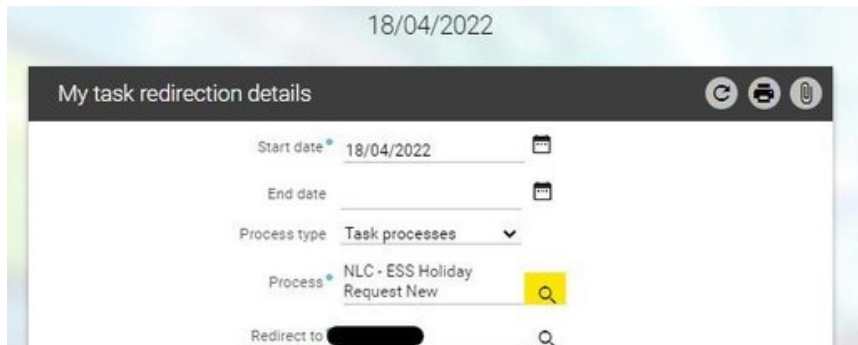 18/04/2022
My task redirection details
Start date 18/04/2022
End date
Process type Task processes
Process NLC - ESS Holiday
Request New
Redirect to